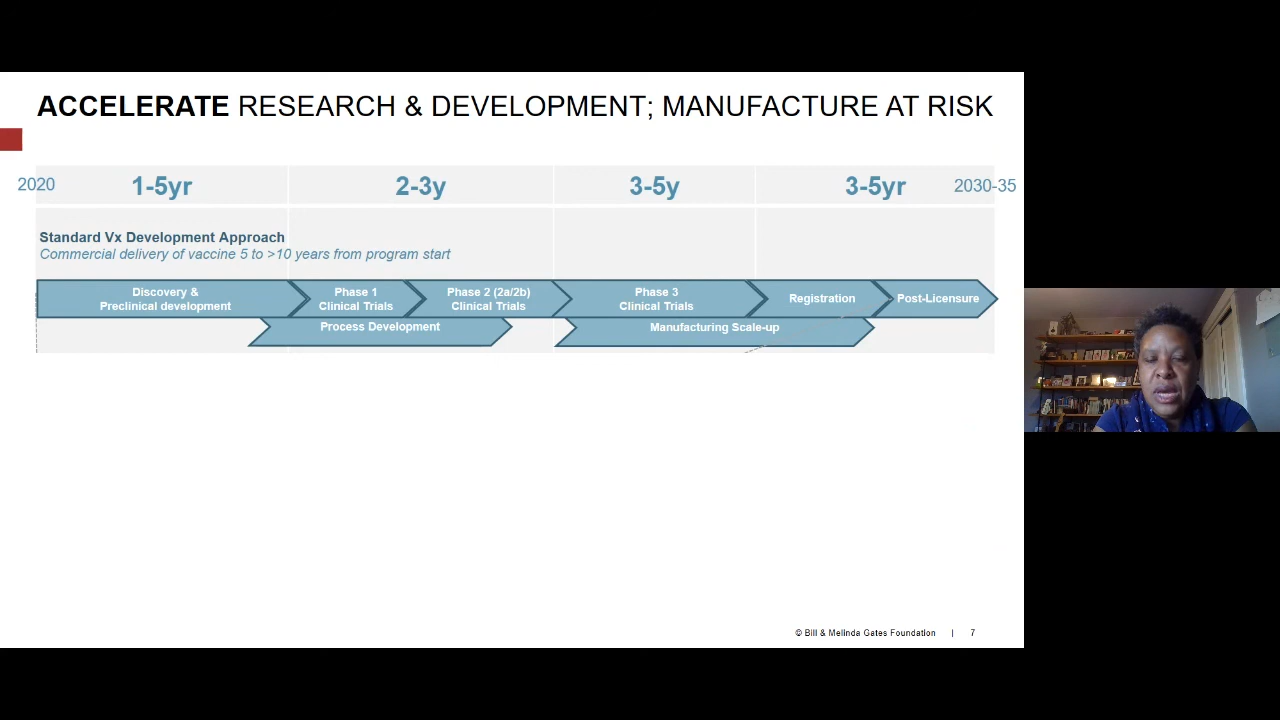 ACCELERATE RESEARCH & DEVELOPMENT; MANUFACTURE AT RISK
2020 1-5yr 2-3y 3-5y 3-5yr 2030-35
Standard Vx Development Approach
Commercial delivery of vaccine 5 to >10 years from program start
Discovery &
Preclinical development
Phase 1
Clinical Trials
Phase 2 (2a/2b)
Clinical Trials
Phase 3
Clinical Trials
Registration
Post-Licensure
Process Development
Manufacturing Scale-up
© Bill & Melinda Gates Foundation | 7